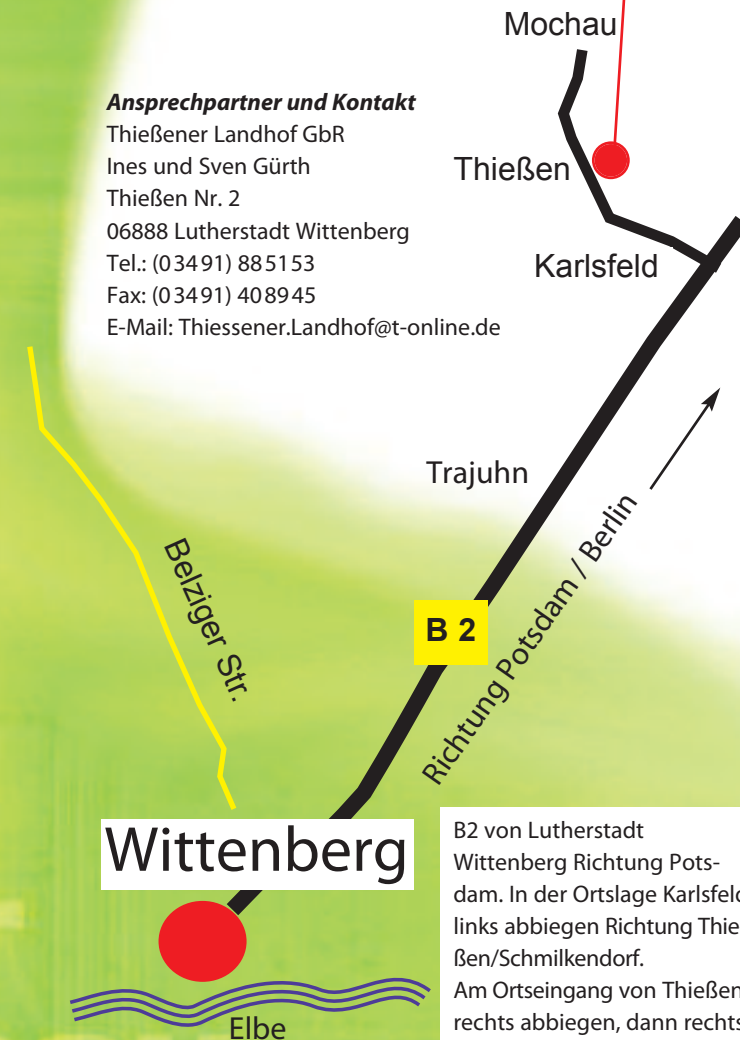 Mochau
Ansprechpartner und Kontakt
Thießener Landhof GbR
Ines und Sven Gürth
Thießen Nr. 2
06888 Lutherstadt Wittenberg
Tel.: (03491) 885153
Fax: (03491) 408945
E-Mail: Thiessener.Landhof@t-online.de
Thießen
Karlsfeld
Trajuhn
Belziger Str.
B 2
Richtung Potsdam / Berlin
Wittenberg
Elbe
B2 von Lutherstadt
Wittenberg Richtung Pots-
dam. In der Ortslage Karlsfeld
links abbiegen Richtung Thie-
ßen/Schmilkendorf.
Am Ortseingang von Thießen
rechts abbiegen, dann rechts